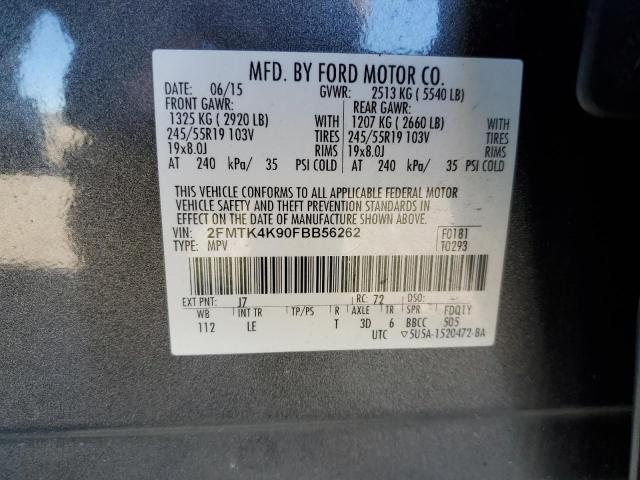 MFD. BY FORD MOTOR CO.
DATE: 06/15 GVWR: 2513 KG ( 5540 LB)
FRONT GAWR: REAR GAWR:
1325 KG ( 2920 LB) 1207 KG ( 2660 LB)
245/55R19 103V TIRES 245/55R19 103V TIRES
19x8.0J RIMS 19x8.0J RIMS
AT 240 kPa/ 35 PSI COLD AT 240 kPa/ 35 PSI COLD
THIS VEHICLE CONFORMS TO ALL APPLICABLE FEDERAL MOTOR
VEHICLE SAFETY AND THEFT PREVENTION STANDARDS IN
EFFECT ON THE DATE OF MANUFACTURE SHOWN ABOVE.
VIN: 2FMTK4K90FBB56262 F0181
TYPE: MPV T0293
EXT PNT: J7 RC: 72 DSO:
WB INT TR TP/PS R AXLE TR SPR FDQTY
112 LE T 3D 6 BBCC 505
UTC ▽5U5A-1520472-BA